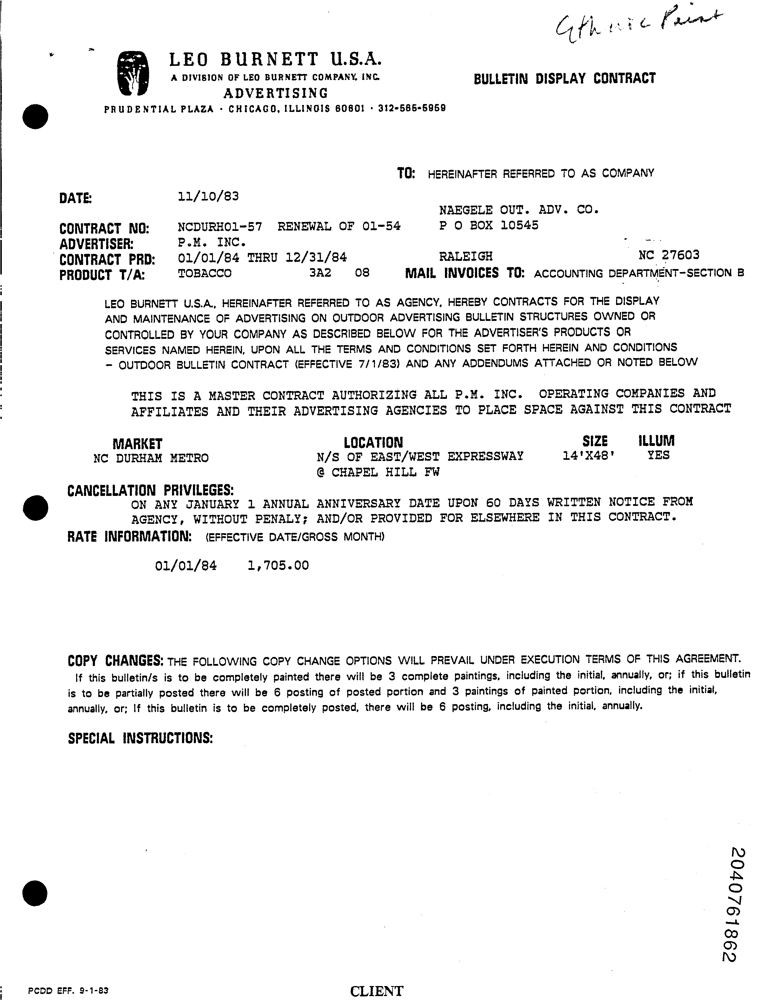 Ethnic Paint
LEO BURNETT U.S.A.
A DIVISION OF LEO BURNETT COMPANY, INC.
ADVERTISING
PRUDENTIAL PLAZA · CHICAGO, ILLINOIS 60601 · 312-565-5959
BULLETIN DISPLAY CONTRACT
TO: HEREINAFTER REFERRED TO AS COMPANY
DATE: 11/10/83
NAEGELE OUT. ADV. CO.
CONTRACT NO: NCDURH01-57 RENEWAL OF 01-54 P O BOX 10545
ADVERTISER: P.M. INC.
CONTRACT PRD: 01/01/84 THRU 12/31/84 RALEIGH NC 27603
PRODUCT T/A: TOBACCO 3A2 08 MAIL INVOICES TO: ACCOUNTING DEPARTMENT-SECTION B
LEO BURNETT U.S.A., HEREINAFTER REFERRED TO AS AGENCY, HEREBY CONTRACTS FOR THE DISPLAY
AND MAINTENANCE OF ADVERTISING ON OUTDOOR ADVERTISING BULLETIN STRUCTURES OWNED OR
CONTROLLED BY YOUR COMPANY AS DESCRIBED BELOW FOR THE ADVERTISER'S PRODUCTS OR
SERVICES NAMED HEREIN, UPON ALL THE TERMS AND CONDITIONS SET FORTH HEREIN AND CONDITIONS
- OUTDOOR BULLETIN CONTRACT (EFFECTIVE 7/1/83) AND ANY ADDENDUMS ATTACHED OR NOTED BELOW
THIS IS A MASTER CONTRACT AUTHORIZING ALL P.M. INC. OPERATING COMPANIES AND
AFFILIATES AND THEIR ADVERTISING AGENCIES TO PLACE SPACE AGAINST THIS CONTRACT
MARKET LOCATION SIZE ILLUM
NC DURHAM METRO N/S OF EAST/WEST EXPRESSWAY 14'X48' YES
@ CHAPEL HILL FW
CANCELLATION PRIVILEGES:
ON ANY JANUARY 1 ANNUAL ANNIVERSARY DATE UPON 60 DAYS WRITTEN NOTICE FROM
AGENCY, WITHOUT PENALY; AND/OR PROVIDED FOR ELSEWHERE IN THIS CONTRACT.
RATE INFORMATION: (EFFECTIVE DATE/GROSS MONTH)
01/01/84 1,705.00
COPY CHANGES: THE FOLLOWING COPY CHANGE OPTIONS WILL PREVAIL UNDER EXECUTION TERMS OF THIS AGREEMENT.
If this bulletin/s is to be completely painted there will be 3 complete paintings, including the initial, annually, or; if this bulletin
is to be partially posted there will be 6 posting of posted portion and 3 paintings of painted portion, including the initial,
annually, or; If this bulletin is to be completely posted, there will be 6 posting, including the initial, annually.
SPECIAL INSTRUCTIONS:
2040761862
PCDD EFF. 9-1-83
CLIENT